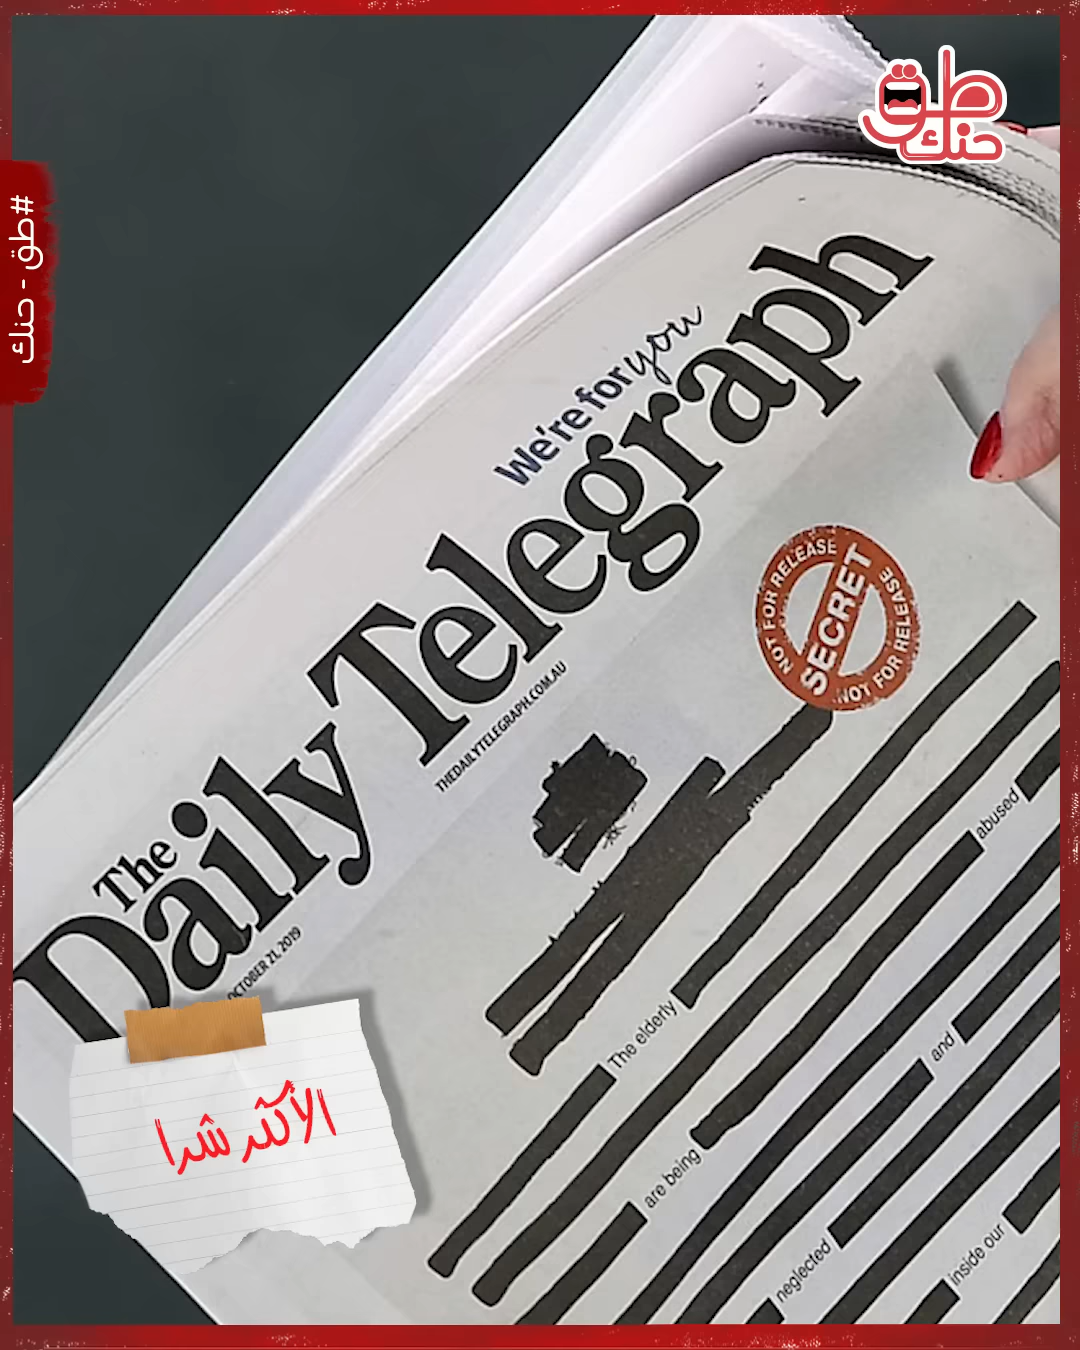 طق
حنك
#طق - حنك
We're for you
The
Daily Telegraph
THEDAILYTELEGRAPH.COM.AU
OCTOBER 21, 2019
NOT FOR RELEASE
SECRET
NOT FOR RELEASE
The elderly
are being
abused
neglected
and
inside our
الأكثر شرا